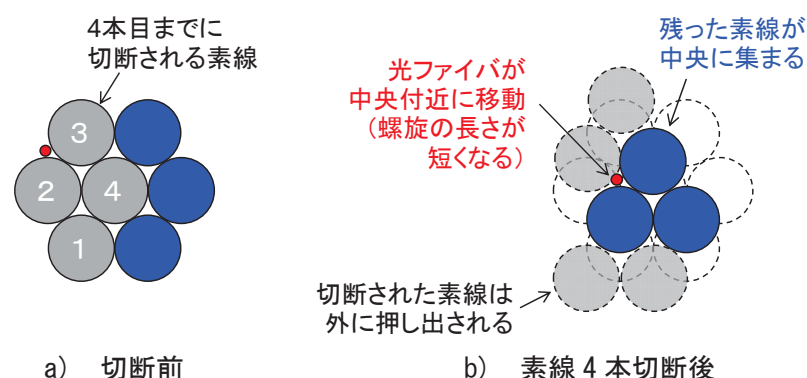 4本目までに
切断される素線
3
2
4
1
a) 切断前
残った素線が
中央に集まる
光ファイバが
中央付近に移動
（螺旋の長さが
短くなる）
切断された素線は
外に押し出される
b) 素線 4 本切断後